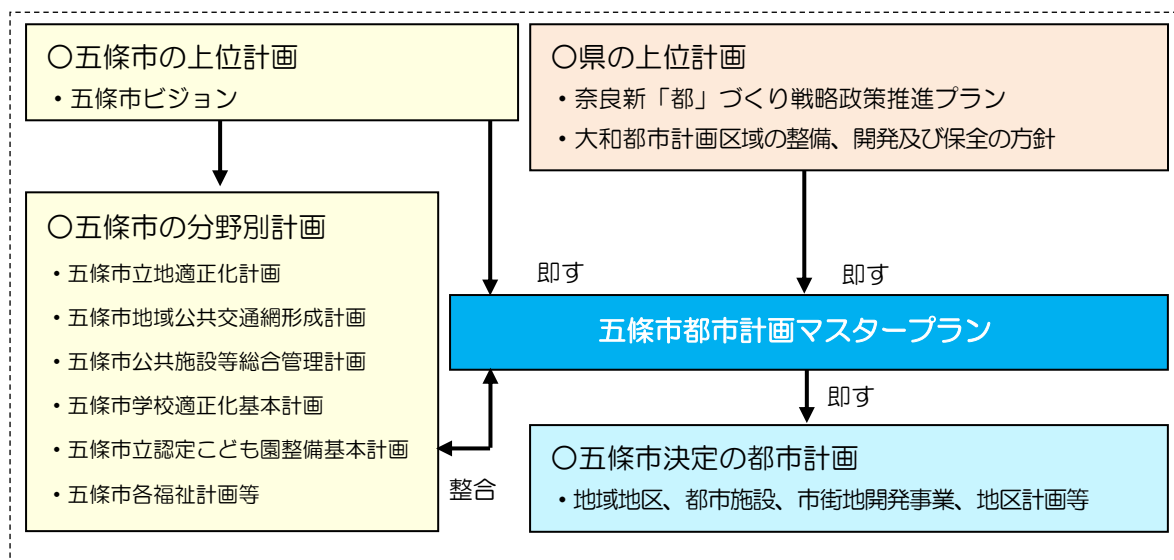 〇五條市の上位計画
・五條市ビジョン
〇県の上位計画
・奈良新「都」づくり戦略政策推進プラン
・大和都市計画区域の整備、開発及び保全の方針
〇五條市の分野別計画
・五條市立地適正化計画
・五條市地域公共交通網形成計画
・五條市公共施設等総合管理計画
・五條市学校適正化基本計画
・五條市立認定こども園整備基本計画
・五條市各福祉計画等
即す
即す
五條市都市計画マスタープラン
即す
整合
〇五條市決定の都市計画
・地域地区、都市施設、市街地開発事業、地区計画等